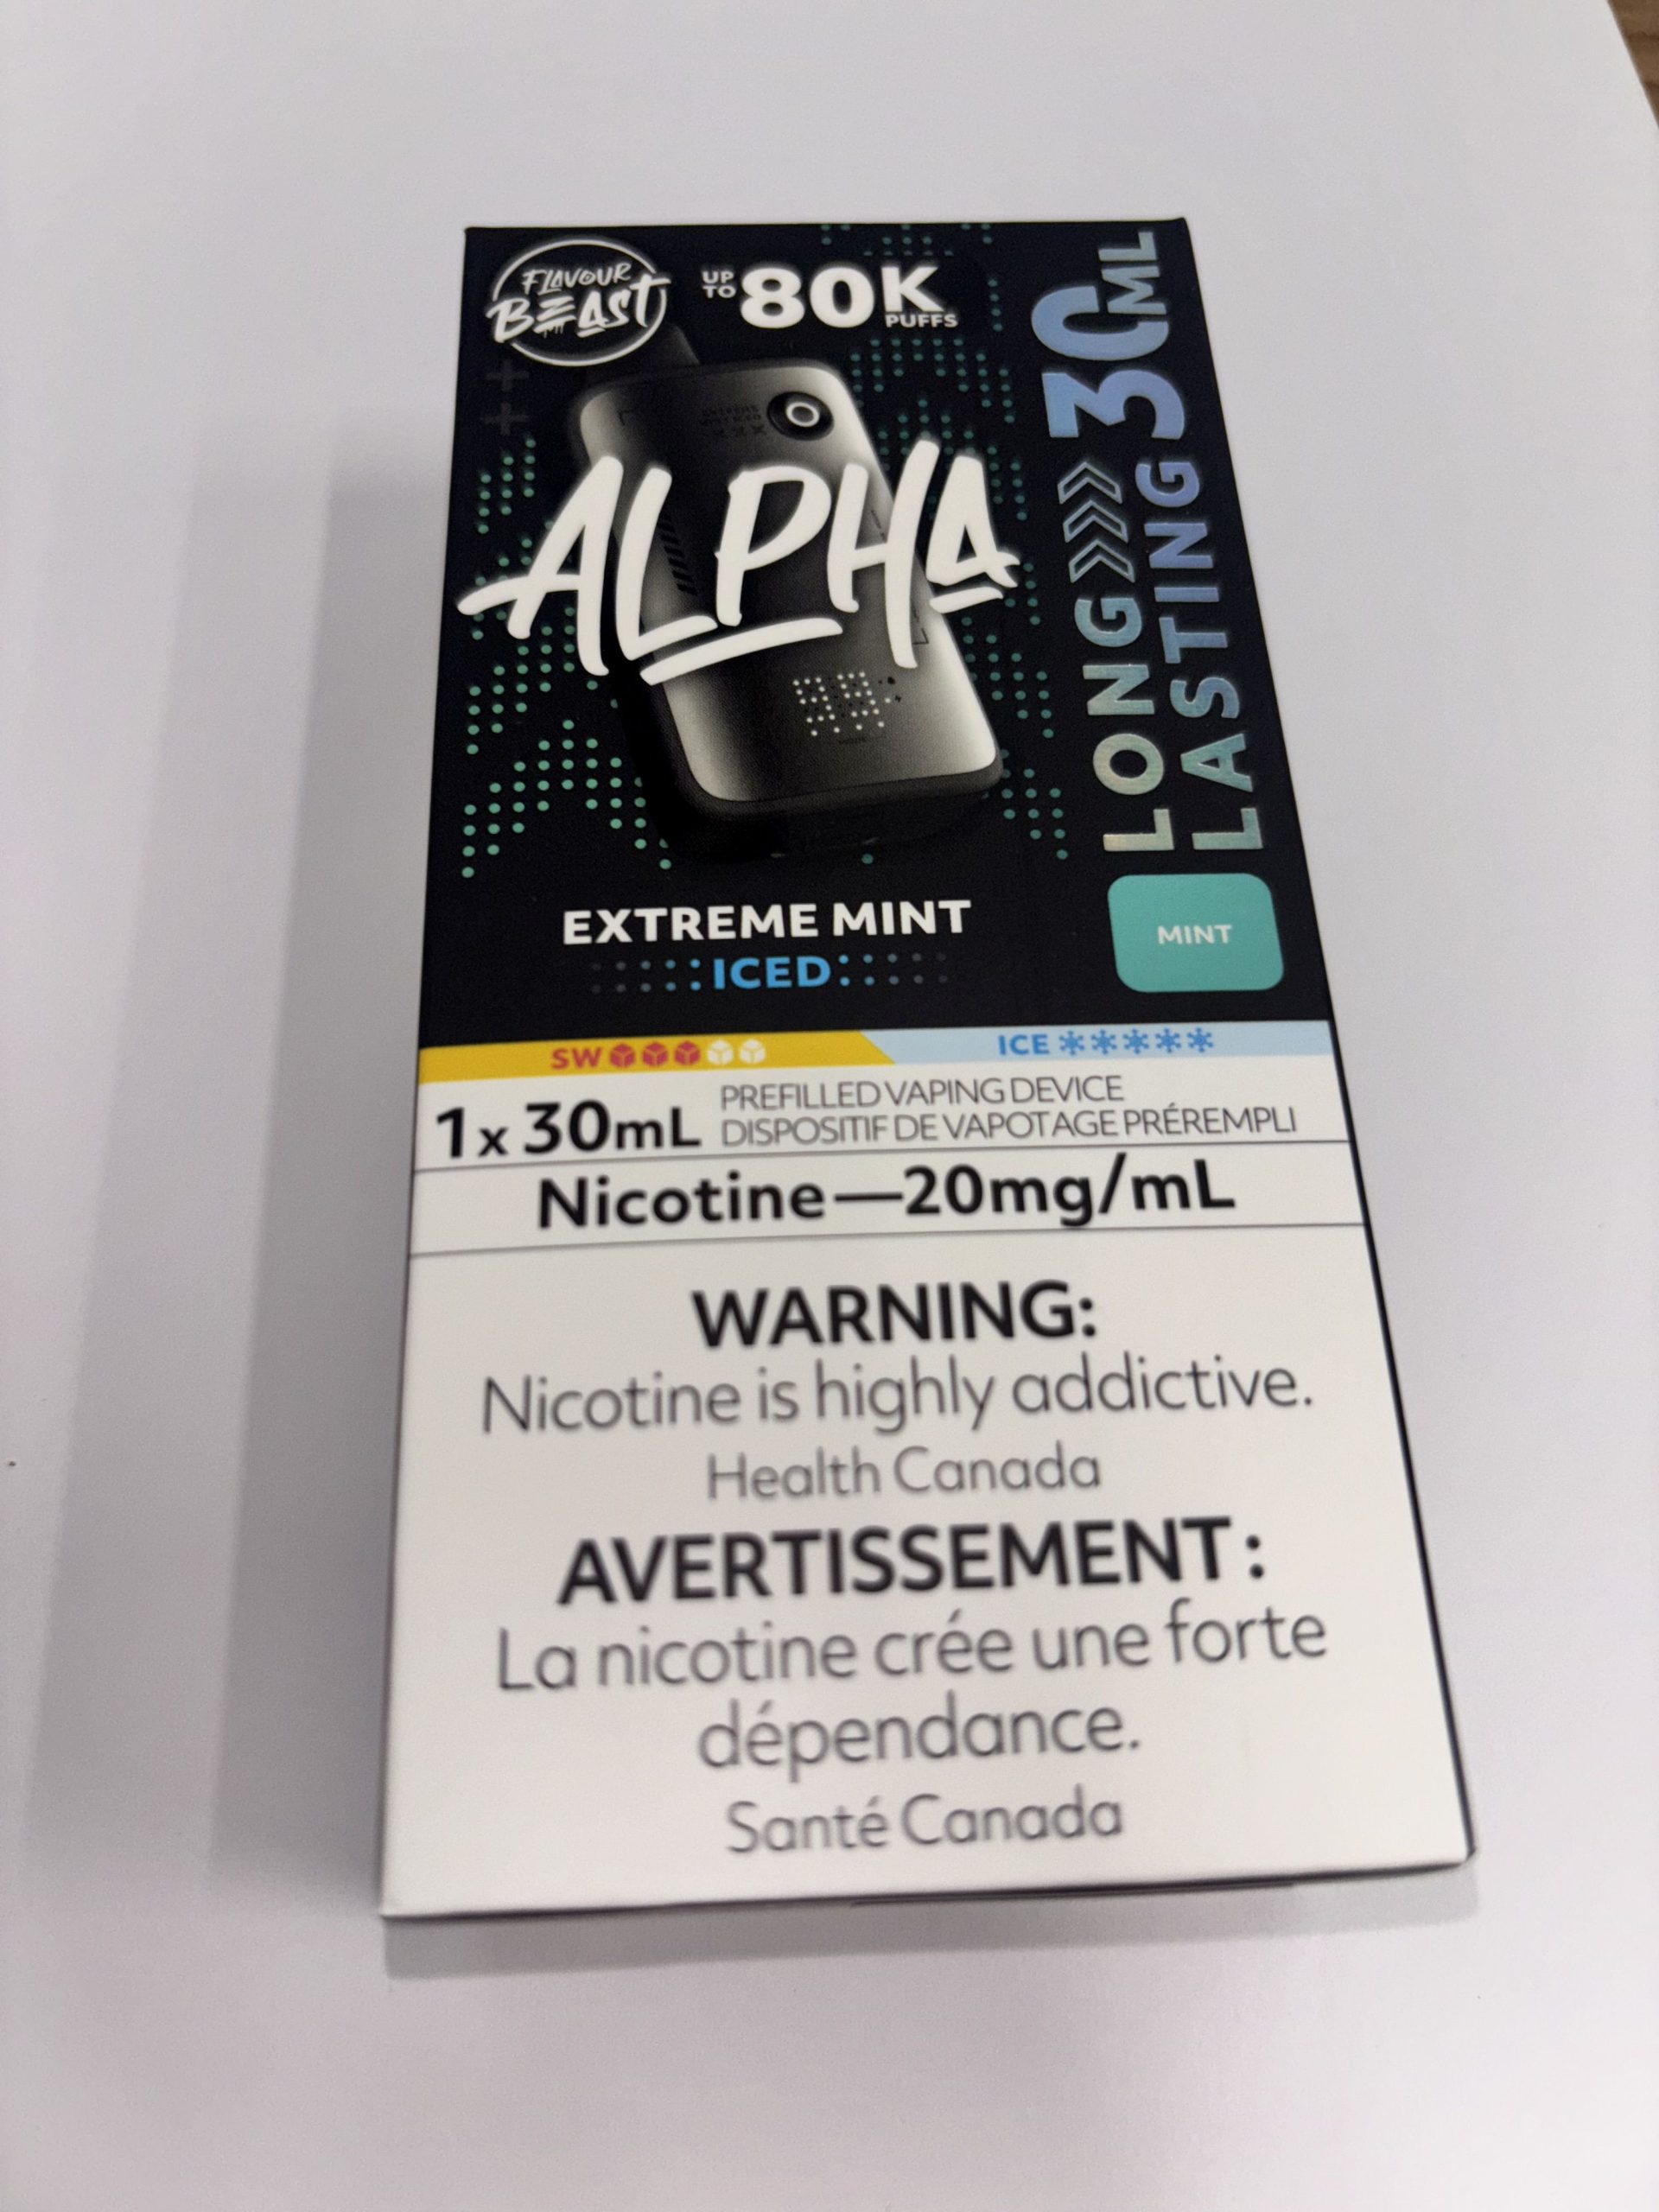 FLAVOUR
BEAST
UP TO 80K PUFFS
ALPHA
LONG LASTING 30ML
EXTREME MINT
ICED
MINT
SW
ICE
1x30mL
PREFILLED VAPING DEVICE
DISPOSITIF DE VAPOTAGE PRÉREMPLI
Nicotine—20mg/mL
WARNING:
Nicotine is highly addictive.
Health Canada
AVERTISSEMENT :
La nicotine crée une forte
dépendance.
Santé Canada